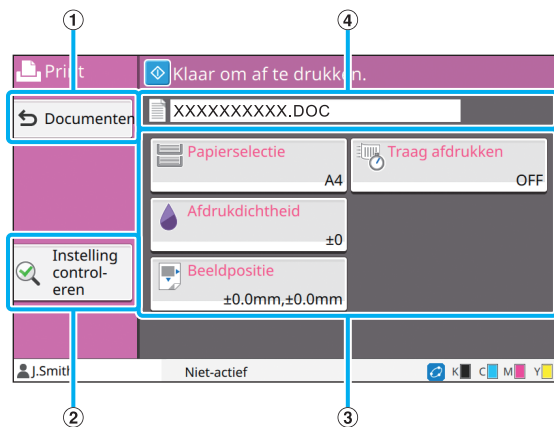 1
4
Print
Klaar om af te drukken.
Documenten
XXXXXXXXXX.DOC
Papierselectie
A4
Traag afdrukken
OFF
Afdrukdichtheid
±0
Instelling
control-
eren
Beeldpositie
±0.0mm,±0.0mm
J.Smith
Niet-actief
K C M Y
2
3